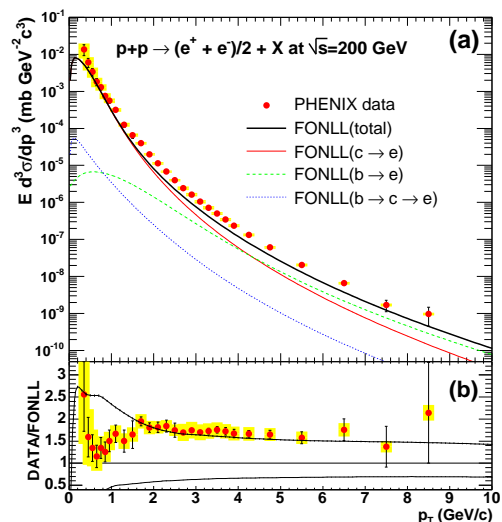 p+p → (e⁺ + e⁻)/2 + X at √s=200 GeV
(a)
PHENIX data
FONLL(total)
FONLL(c → e)
FONLL(b → e)
FONLL(b → c → e)
E d³σ/dp³ (mb GeV⁻²c³)
10⁻¹
10⁻²
10⁻³
10⁻⁴
10⁻⁵
10⁻⁶
10⁻⁷
10⁻⁸
10⁻⁹
10⁻¹⁰
(b)
DATA/FONLL
3
2.5
2
1.5
1
0.5
0 1 2 3 4 5 6 7 8 9 10
p_T (GeV/c)